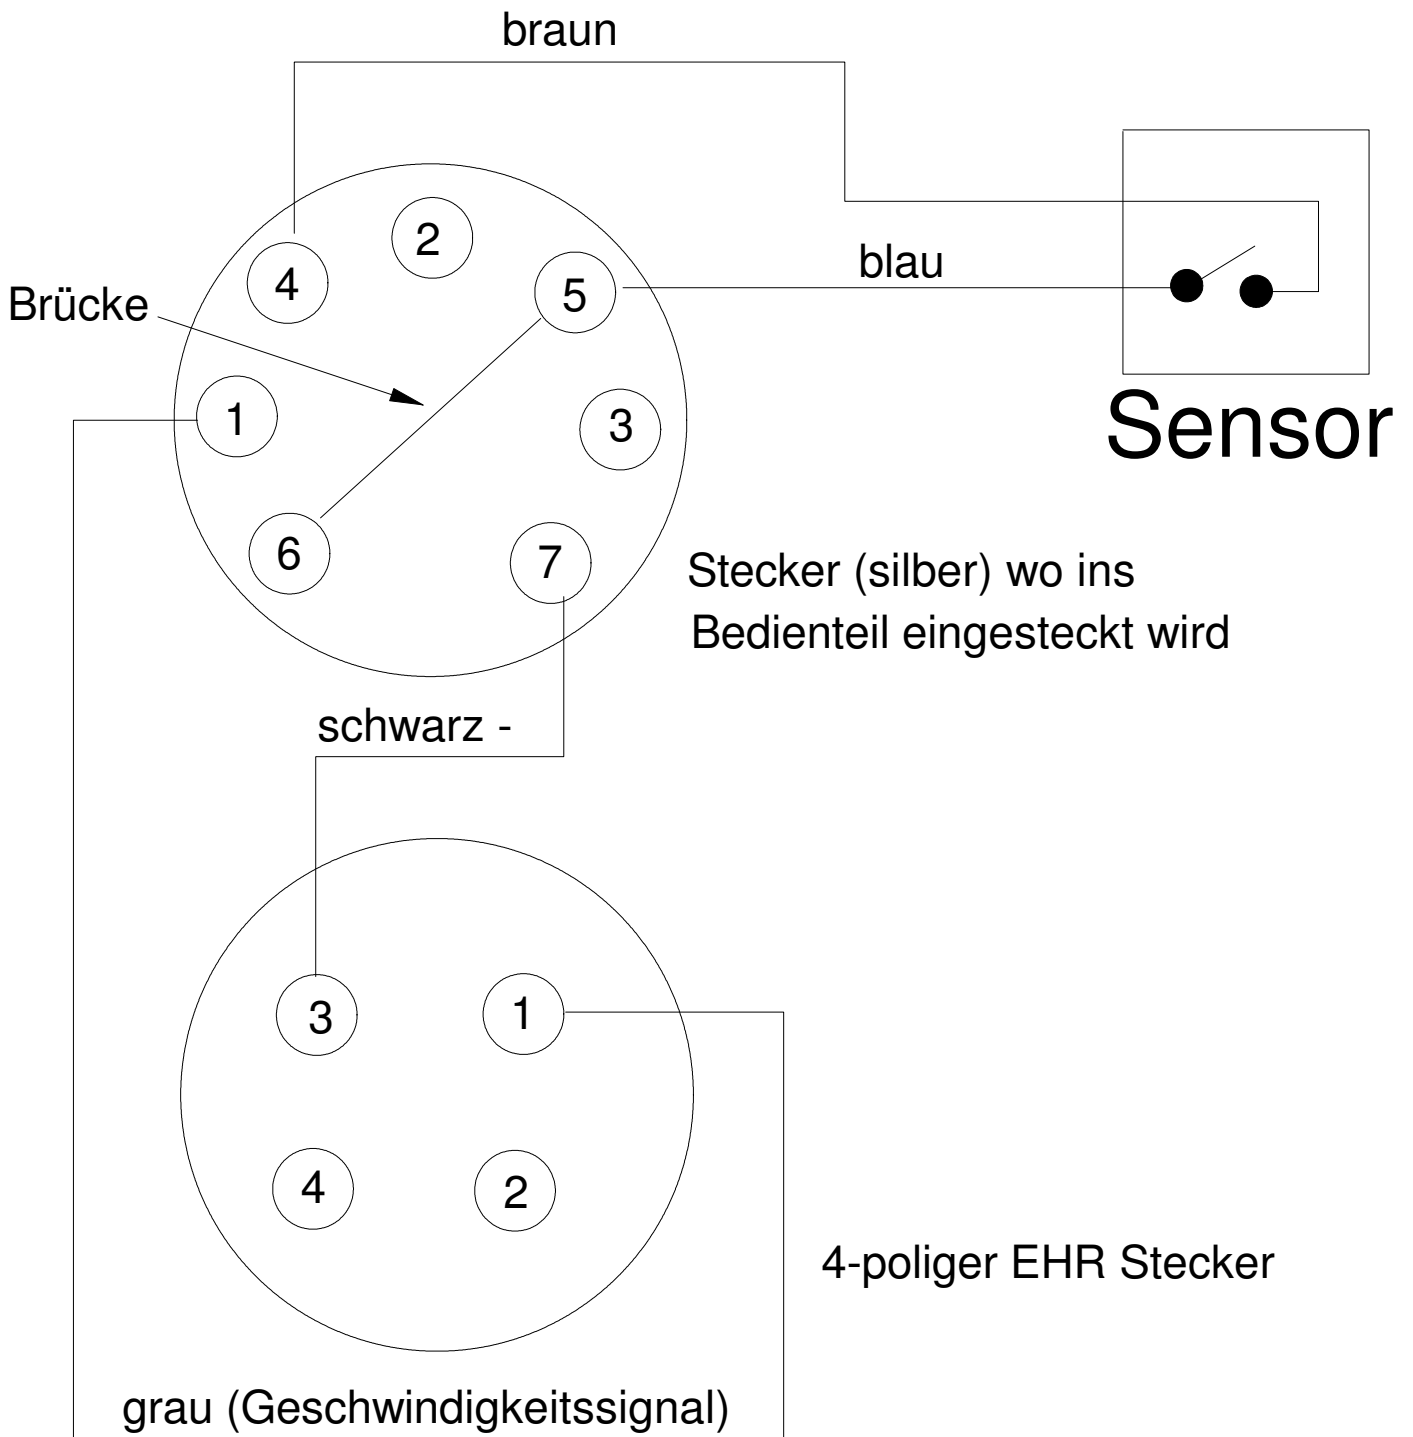 braun
2
4
5
blau
Brücke
1
3
Sensor
6
7
Stecker (silber) wo ins
Bedienteil eingesteckt wird
schwarz -
3
1
4
2
4-poliger EHR Stecker
grau (Geschwindigkeitssignal)